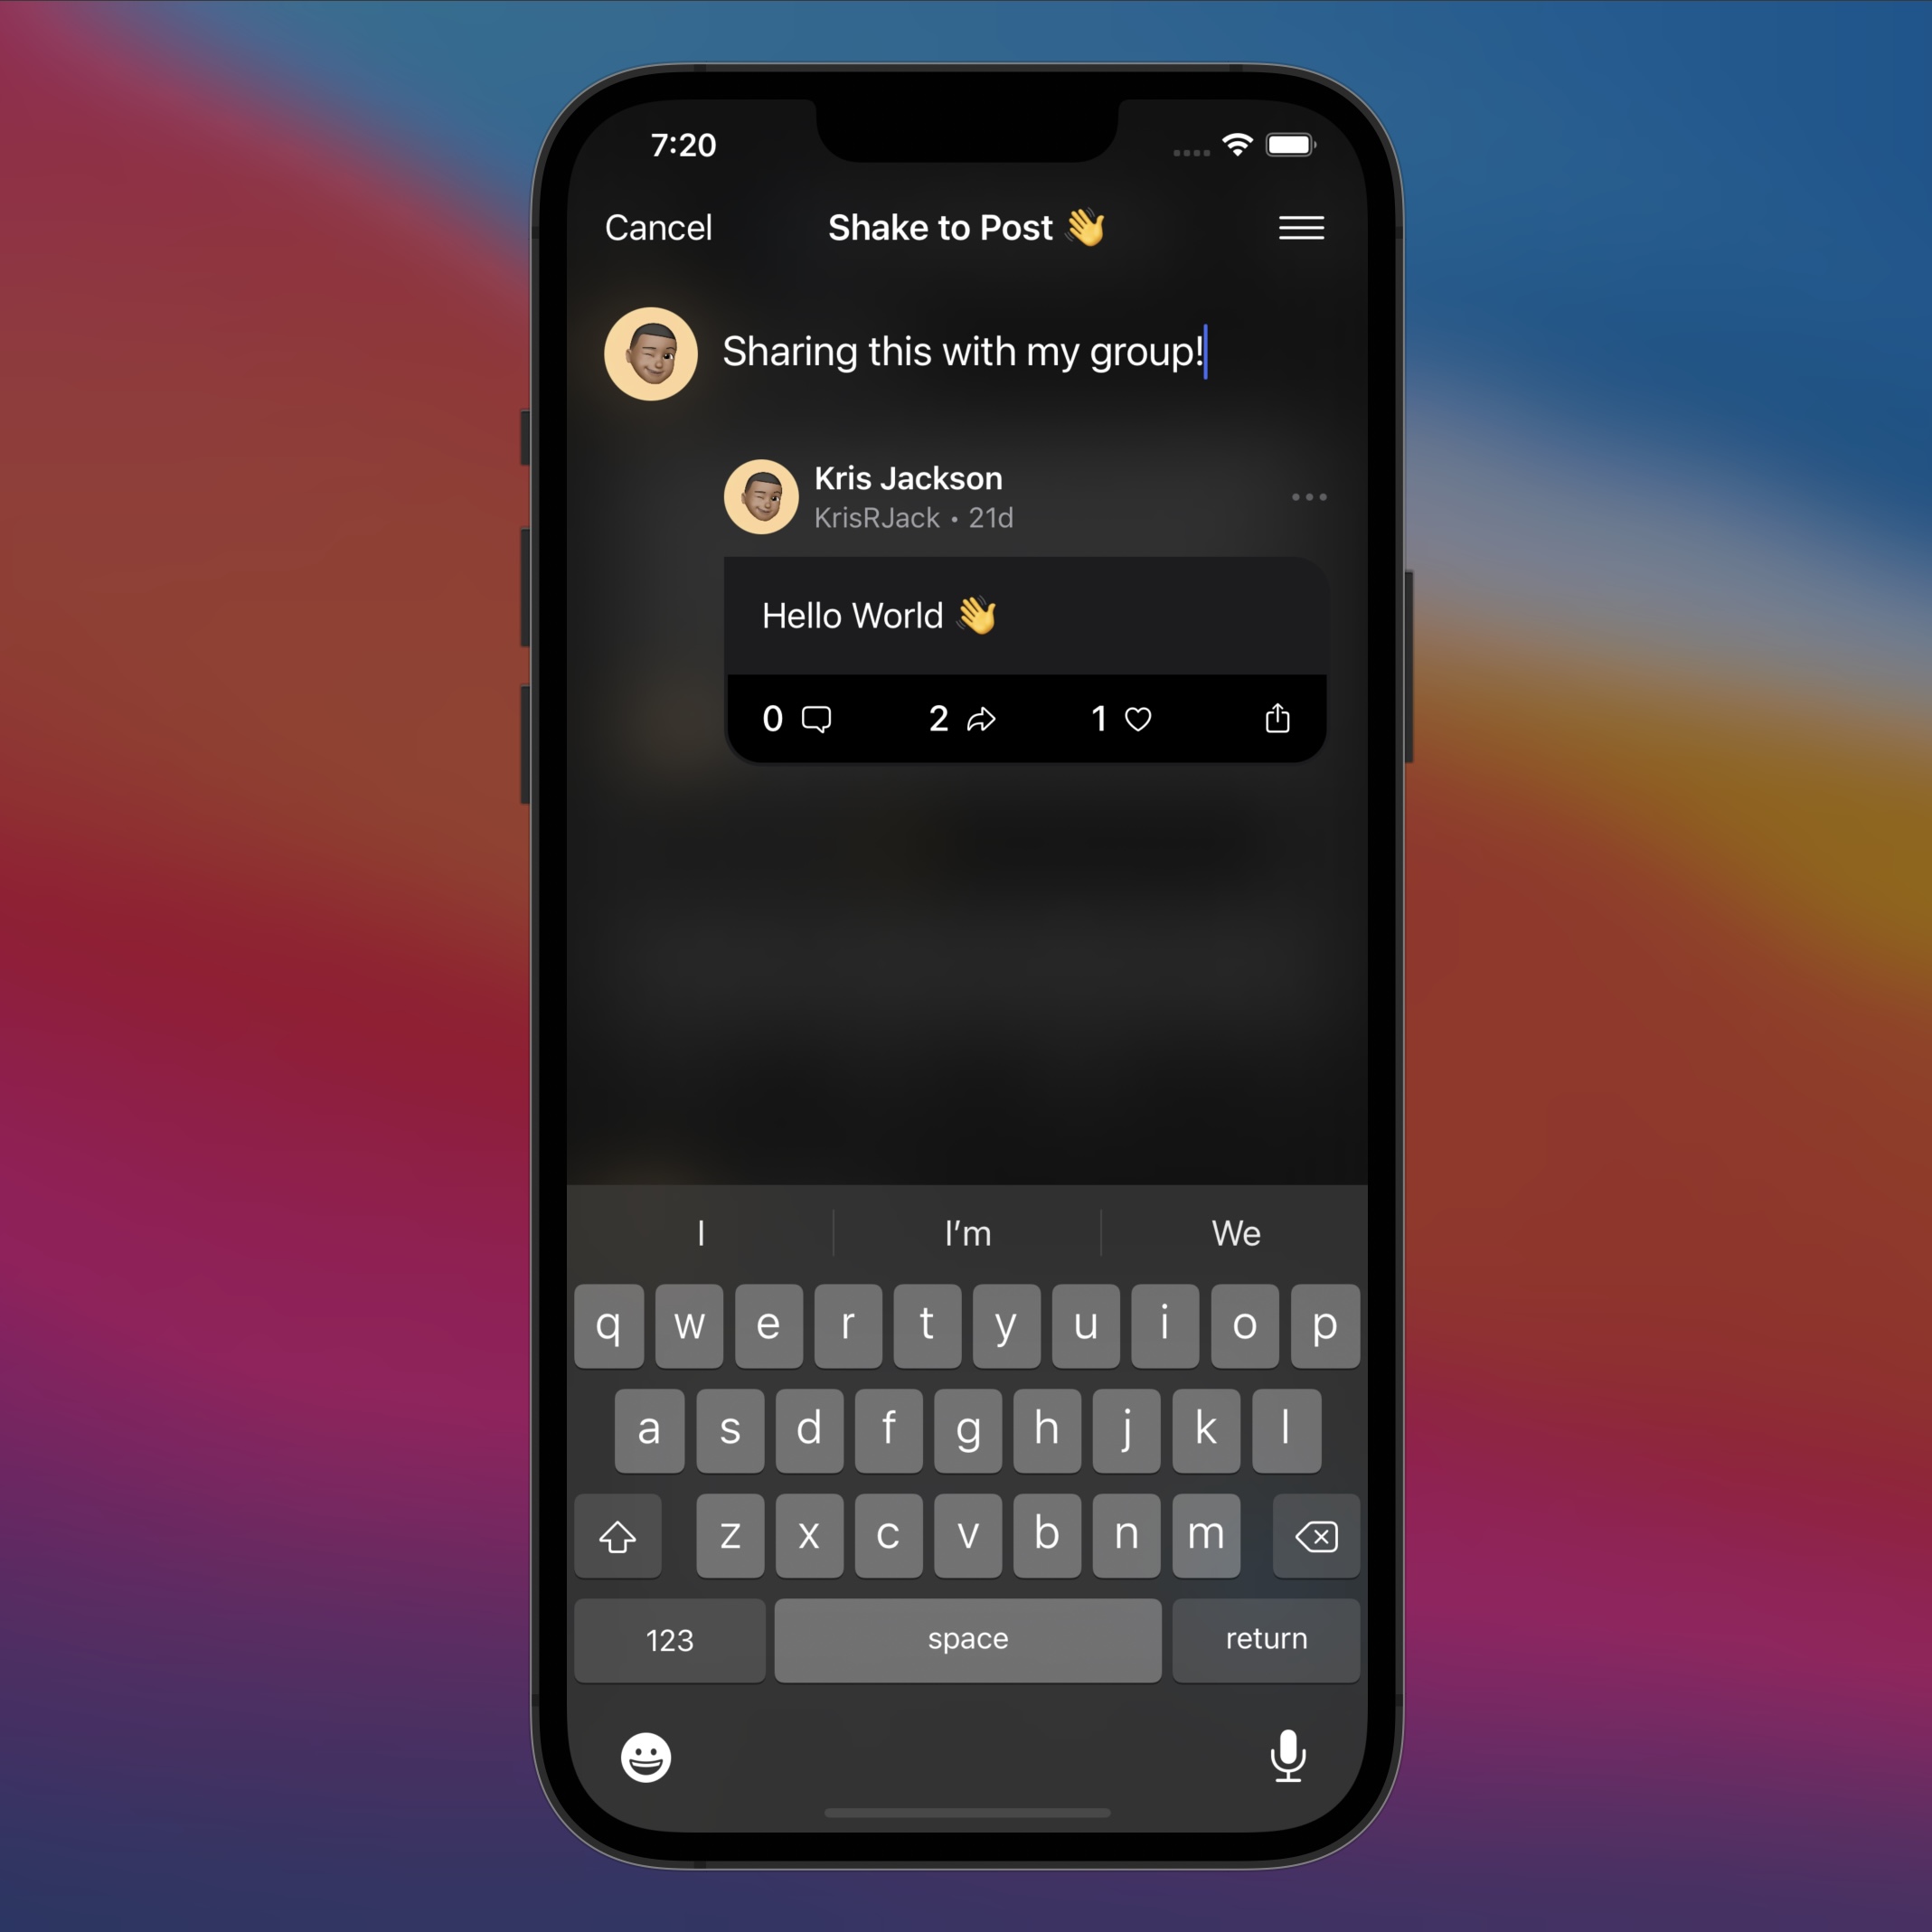 7:20
Cancel Shake to Post 👋
Sharing this with my group!
Kris Jackson
KrisRJack • 21d
Hello World 👋
0 2 1
I I’m We
q w e r t y u i o p
a s d f g h j k l
z x c v b n m
123 space return